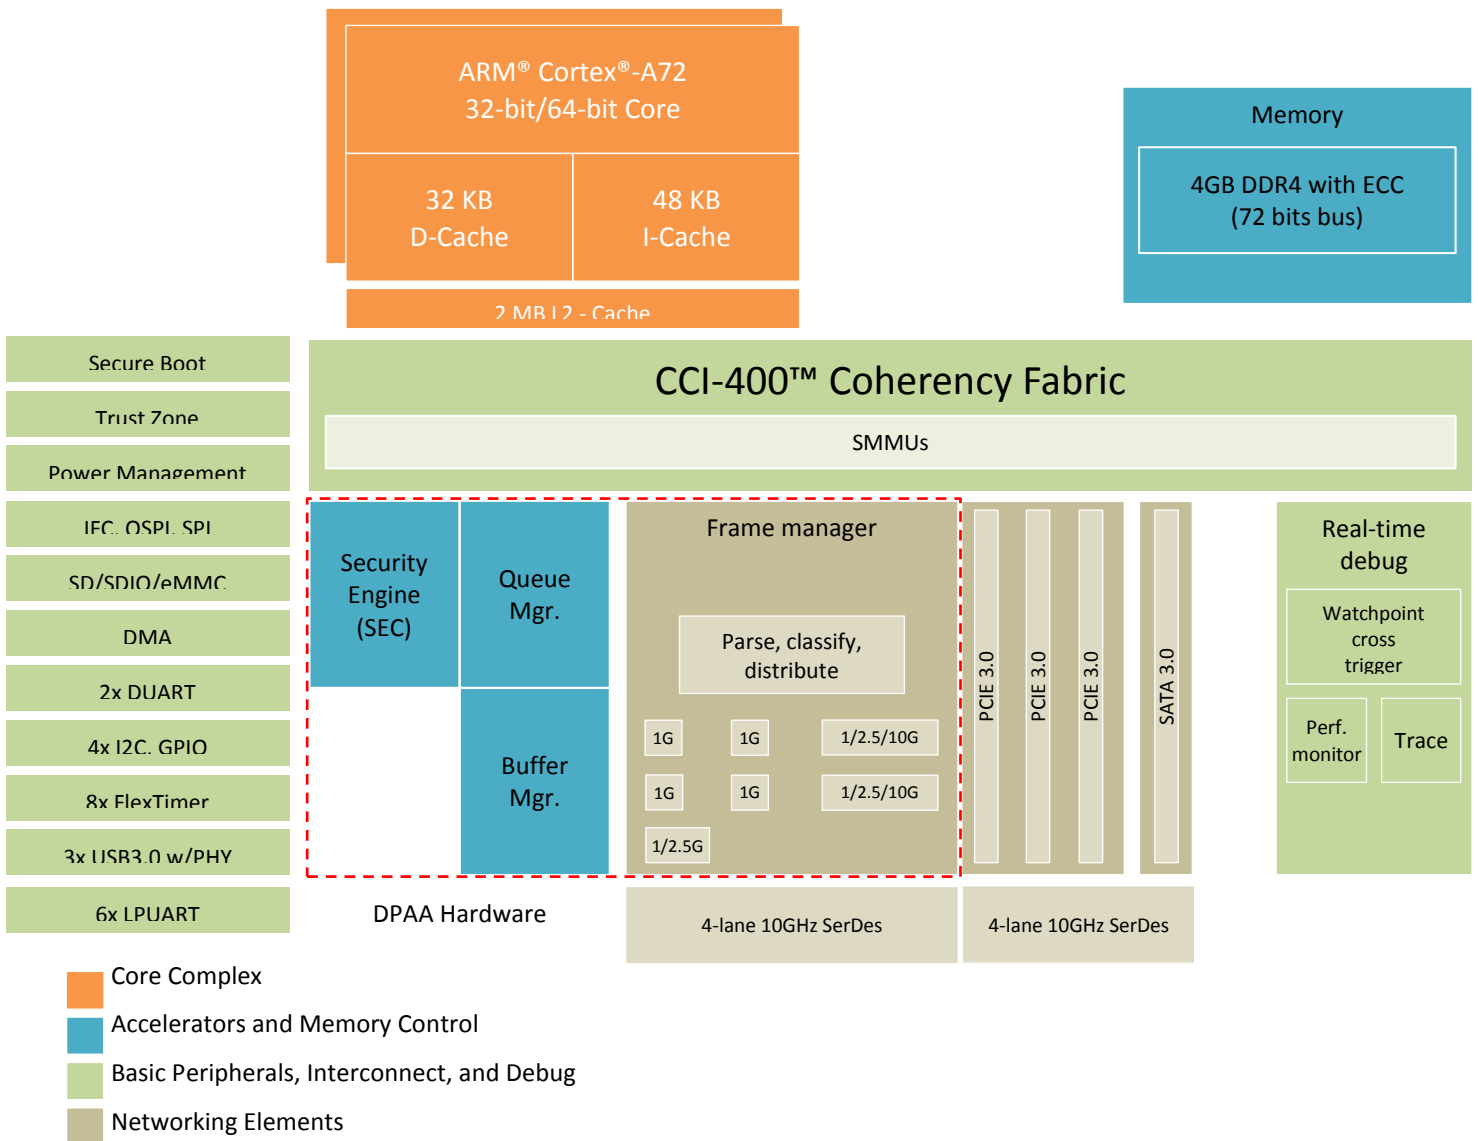 ARM® Cortex®-A72
32-bit/64-bit Core
32 KB
D-Cache
48 KB
I-Cache
2 MB L2 - Cache
Memory
4GB DDR4 with ECC
(72 bits bus)
Secure Boot
Trust Zone
Power Management
IFC, QSPI, SPI
SD/SDIO/eMMC
DMA
2x DUART
4x I2C, GPIO
8x FlexTimer
3x USB3.0 w/PHY
6x LPUART
CCI-400™ Coherency Fabric
SMMUs
Security
Engine
(SEC)
Queue
Mgr.
Buffer
Mgr.
DPAA Hardware
Frame manager
Parse, classify,
distribute
1G
1G
1/2.5/10G
1G
1G
1/2.5/10G
1/2.5G
4-lane 10GHz SerDes
PCIE 3.0
PCIE 3.0
PCIE 3.0
SATA 3.0
4-lane 10GHz SerDes
Real-time
debug
Watchpoint
cross
trigger
Perf.
monitor
Trace
Core Complex
Accelerators and Memory Control
Basic Peripherals, Interconnect, and Debug
Networking Elements